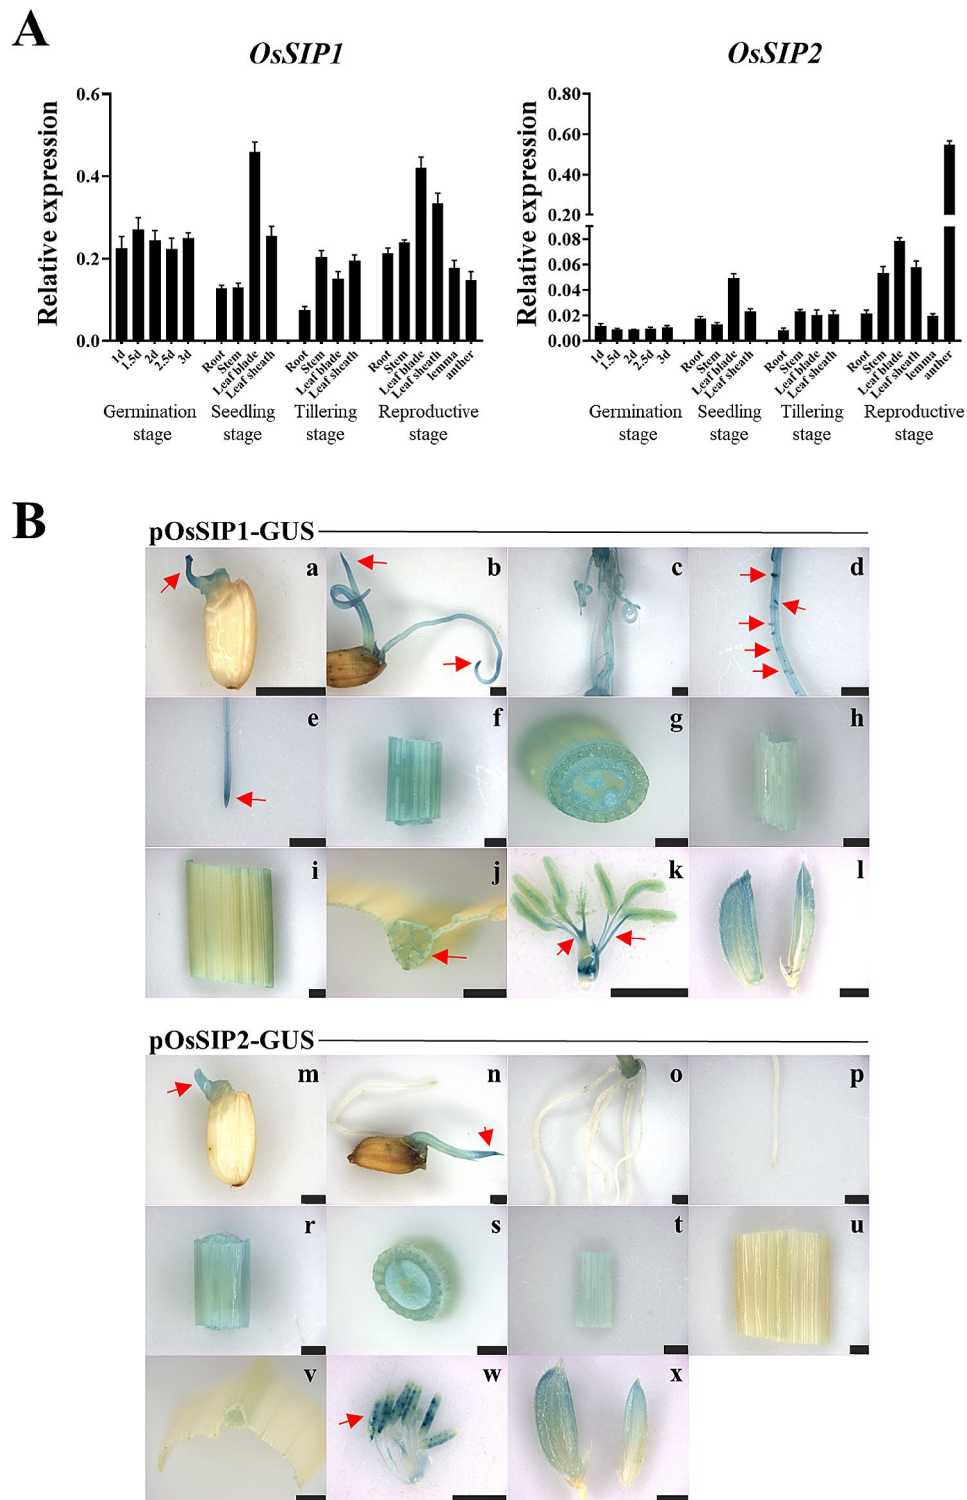 A
OsSIP1
OsSIP2
Relative expression
0.6
0.4
0.2
0.0
1d
1.5d
2d
2.5d
3d
Root
Stem
Leaf blade
Leaf sheath
Root
Stem
Leaf blade
Leaf sheath
Root
Stem
Leaf blade
Leaf sheath
lemma
anther
Germination stage
Seedling stage
Tillering stage
Reproductive stage
Relative expression
0.80
0.60
0.40
0.20
0.08
0.06
0.04
0.02
0.00
1d
1.5d
2d
2.5d
3d
Root
Stem
Leaf blade
Leaf sheath
Root
Stem
Leaf blade
Leaf sheath
Root
Stem
Leaf blade
Leaf sheath
lemma
anther
Germination stage
Seedling stage
Tillering stage
Reproductive stage
B
pOsSIP1-GUS
a
b
c
d
e
f
g
h
i
j
k
l
pOsSIP2-GUS
m
n
o
p
r
s
t
u
v
w
x